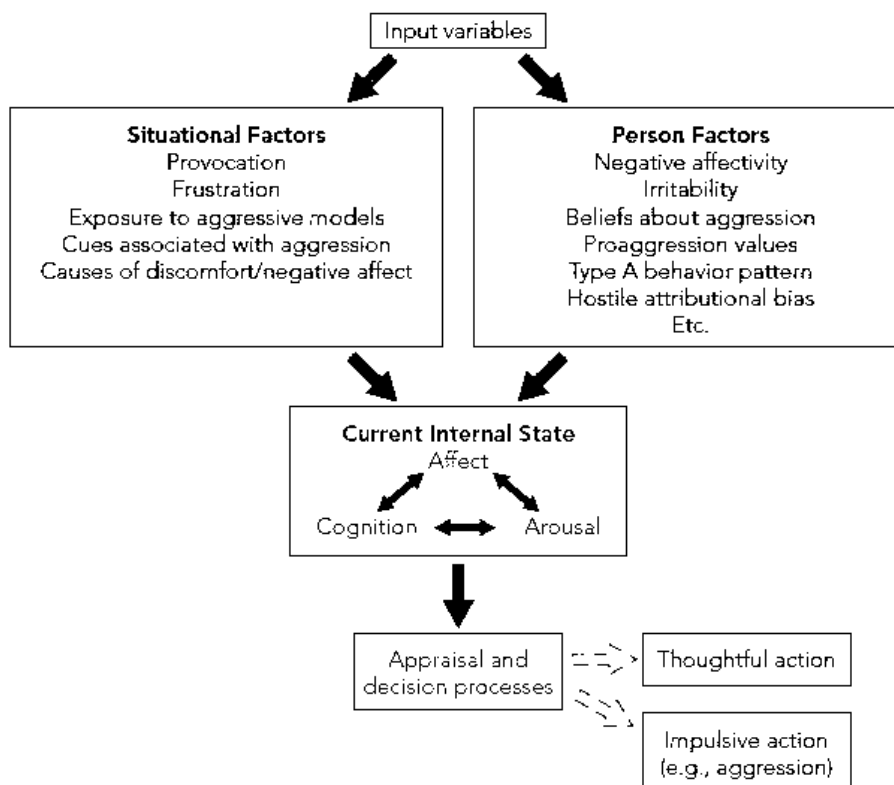 Input variables
Situational Factors
Provocation
Frustration
Exposure to aggressive models
Cues associated with aggression
Causes of discomfort/negative affect
Person Factors
Negative affectivity
Irritability
Beliefs about aggression
Proaggression values
Type A behavior pattern
Hostile attributional bias
Etc.
Current Internal State
Affect
Cognition
Arousal
Appraisal and
decision processes
Thoughtful action
Impulsive action
(e.g., aggression)